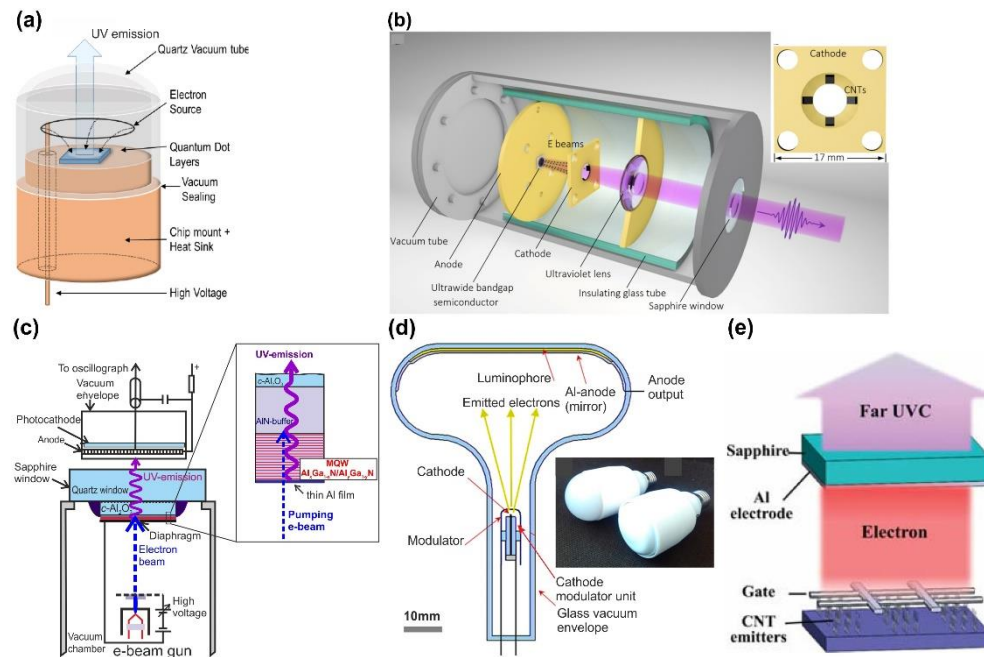 (a)
UV emission
Quartz Vacuum tube
Electron
Source
Quantum Dot
Layers
Vacuum
Sealing
Chip mount +
Heat Sink
High Voltage
(b)
Cathode
CNTs
17 mm
E beams
Vacuum tube
Anode
Ultrawide bandgap
semiconductor
Cathode
Ultraviolet lens
Insulating glass tube
Sapphire window
(c)
To oscillograph
Vacuum
envelope
Photocathode
Anode
+
Sapphire
window
UV-emission
Quartz window
c-Al₂O₃
Diaphragm
Electron
beam
High
voltage
Vacuum
chamber
e-beam gun
UV-emission
c-Al₂O₃
AlN-buffer
MQW
thin Al film
Pumping
e-beam
(d)
Luminophore
Al-anode
(mirror)
Anode
output
Emitted electrons
Cathode
Modulator
Cathode
modulator unit
Glass vacuum
envelope
10mm
(e)
Far UVC
Sapphire
Al
electrode
Electron
Gate
CNT
emitters